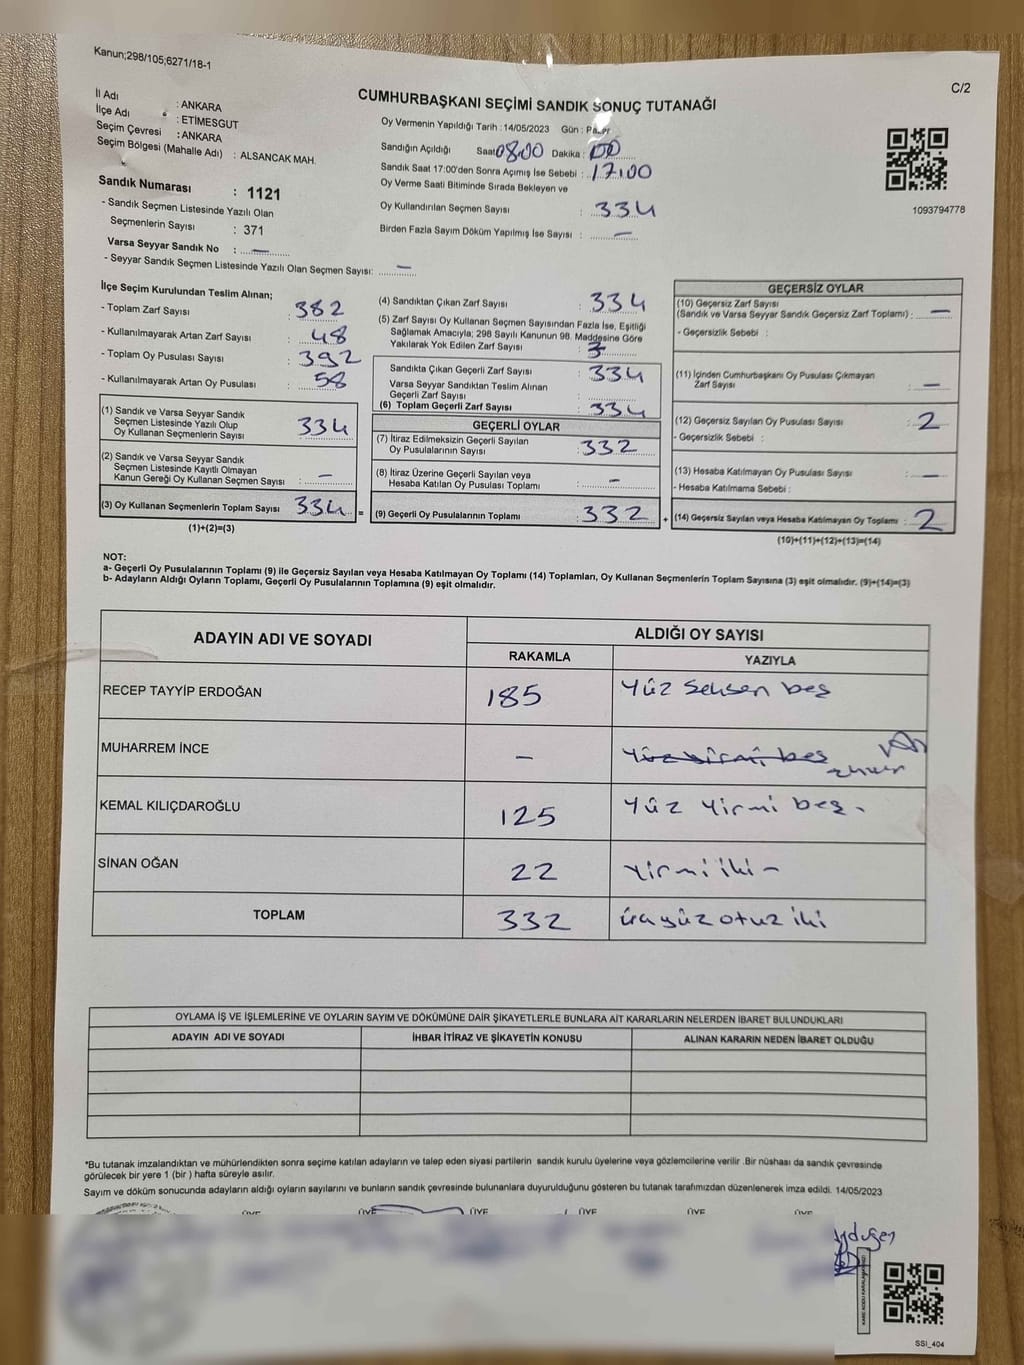 Kanun;298/105;6271/18-1
C/2
CUMHURBAŞKANI SEÇİMİ SANDIK SONUÇ TUTANAĞI
İl Adı : ANKARA
İlçe Adı : ETİMESGUT
Seçim Çevresi : ANKARA
Seçim Bölgesi (Mahalle Adı) : ALSANCAK MAH.
Sandık Numarası : 1121
- Sandık Seçmen Listesinde Yazılı Olan
Seçmenlerin Sayısı : 371
Varsa Seyyar Sandık No : —
- Seyyar Sandık Seçmen Listesinde Yazılı Olan Seçmen Sayısı: —
Oy Vermenin Yapıldığı Tarih : 14/05/2023 Gün : Pazar
Sandığın Açıldığı Saat 08.00 Dakika : 00
Sandık Saat 17:00'den Sonra Açımış İse Sebebi : 17.00
Oy Verme Saati Bitiminde Sırada Bekleyen ve
Oy Kullandırılan Seçmen Sayısı : 334
Birden Fazla Sayım Döküm Yapılmış İse Sayısı : —
1093794778
İlçe Seçim Kurulundan Teslim Alınan;
- Toplam Zarf Sayısı : 382
- Kullanılmayarak Artan Zarf Sayısı : 48
- Toplam Oy Pusulası Sayısı : 392
- Kullanılmayarak Artan Oy Pusulası : 58
(1) Sandık ve Varsa Seyyar Sandık
Seçmen Listesinde Yazılı Olup
Oy Kullanan Seçmenlerin Sayısı : 334
(2) Sandık ve Varsa Seyyar Sandık
Seçmen Listesinde Kayıtlı Olmayan
Kanun Gereği Oy Kullanan Seçmen Sayısı : —
(3) Oy Kullanan Seçmenlerin Toplam Sayısı : 334 =
(1)+(2)=(3)
(4) Sandıktan Çıkan Zarf Sayısı : 334
(5) Zarf Sayısı Oy Kullanan Seçmen Sayısından Fazla İse, Eşitliği
Sağlamak Amacıyla; 298 Sayılı Kanunun 98. Maddesine Göre
Yakılarak Yok Edilen Zarf Sayısı :
Sandıkta Çıkan Geçerli Zarf Sayısı : 334
Varsa Seyyar Sandıktan Teslim Alınan
Geçerli Zarf Sayısı :
(6) Toplam Geçerli Zarf Sayısı : 334
GEÇERLİ OYLAR
(7) İtiraz Edilmeksizin Geçerli Sayılan
Oy Pusulalarının Sayısı : 332
(8) İtiraz Üzerine Geçerli Sayılan veya
Hesaba Katılan Oy Pusulası Toplamı : —
(9) Geçerli Oy Pusulalarının Toplamı : 332 +
GEÇERSİZ OYLAR
(10) Geçersiz Zarf Sayısı
(Sandık ve Varsa Seyyar Sandık Geçersiz Zarf Toplamı) : —
- Geçersizlik Sebebi :
(11) İçinden Cumhurbaşkanı Oy Pusulası Çıkmayan
Zarf Sayısı : —
(12) Geçersiz Sayılan Oy Pusulası Sayısı : 2
- Geçersizlik Sebebi :
(13) Hesaba Katılmayan Oy Pusulası Sayısı : —
- Hesaba Katılmama Sebebi :
(14) Geçersiz Sayılan veya Hesaba Katılmayan Oy Toplamı : 2
(10)+(11)+(12)+(13)=(14)
NOT:
a- Geçerli Oy Pusulalarının Toplamı (9) ile Geçersiz Sayılan veya Hesaba Katılmayan Oy Toplamı (14) Toplamları, Oy Kullanan Seçmenlerin Toplam Sayısına (3) eşit olmalıdır. (9)+(14)=(3)
b- Adayların Aldığı Oyların Toplamı, Geçerli Oy Pusulalarının Toplamına (9) eşit olmalıdır.
ADAYIN ADI VE SOYADI ALDIĞI OY SAYISI
RAKAMLA YAZIYLA
RECEP TAYYİP ERDOĞAN 185 Yüz Seksen beş
MUHARREM İNCE — Yüz yirmi beş
KEMAL KILIÇDAROĞLU 125 Yüz Yirmi beş.
SİNAN OĞAN 22 Yirmi iki -
TOPLAM 332 üçyüz otuz iki
OYLAMA İŞ VE İŞLEMLERİNE VE OYLARIN SAYIM VE DÖKÜMÜNE DAİR ŞİKAYETLERLE BUNLARA AİT KARARLARIN NELERDEN İBARET BULUNDUKLARI
ADAYIN ADI VE SOYADI İHBAR İTİRAZ VE ŞİKAYETİN KONUSU ALINAN KARARIN NEDEN İBARET OLDUĞU
*Bu tutanak imzalandıktan ve mühürlendikten sonra seçime katılan adayların ve talep eden siyasi partilerin sandık kurulu üyelerine veya gözlemcilerine verilir .Bir nüshası da sandık çevresinde
görülecek bir yere 1 (bir ) hafta süreyle asılır.
Sayım ve döküm sonucunda adayların aldığı oyların sayılarını ve bunların sandık çevresinde bulunanlara duyurulduğunu gösteren bu tutanak tarafımızdan düzenlenerek imza edildi. 14/05/2023
ÜYE ÜYE ÜYE ÜYE ÜYE ÜYE
SSI_404